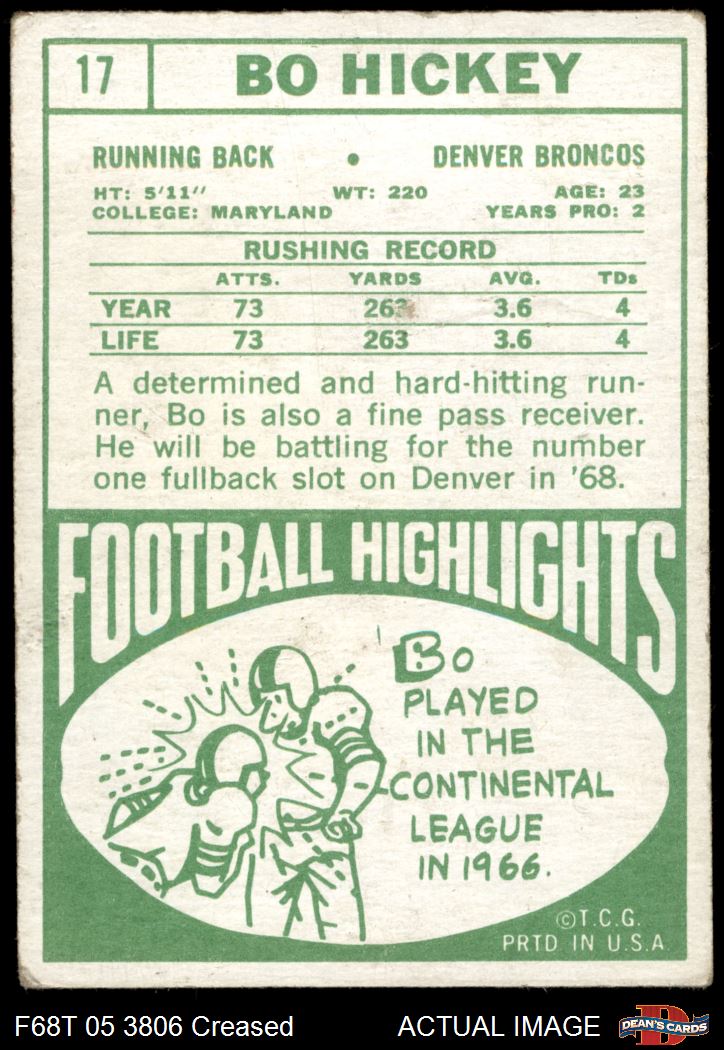 17 BO HICKEY
RUNNING BACK • DENVER BRONCOS
HT: 5'11" WT: 220 AGE: 23
COLLEGE: MARYLAND YEARS PRO: 2
RUSHING RECORD
ATTS. YARDS AVG. TDs
YEAR 73 263 3.6 4
LIFE 73 263 3.6 4
A determined and hard-hitting run-
ner, Bo is also a fine pass receiver.
He will be battling for the number
one fullback slot on Denver in '68.
FOOTBALL HIGHLIGHTS
BO
PLAYED
IN THE
CONTINENTAL
LEAGUE
IN 1966.
©T.C.G.
PRTD IN U.S.A.
F68T 05 3806 Creased ACTUAL IMAGE
D
DEAN'S CARDS